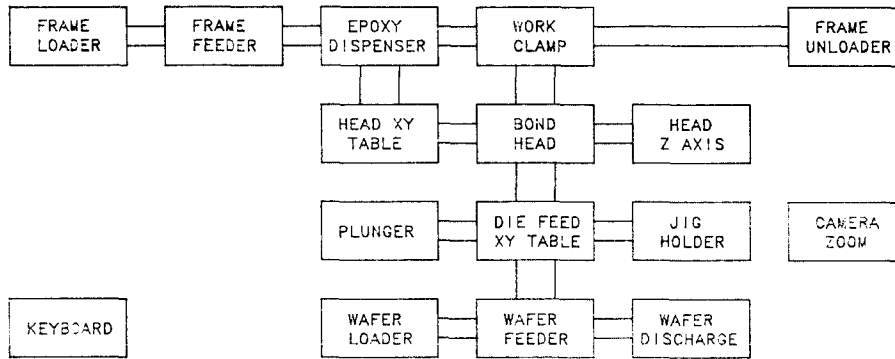 FRAME
LOADER
FRAME
FEEDER
EPOXY
DISPENSER
WORK
CLAMP
FRAME
UNLOADER
HEAD XY
TABLE
BOND
HEAD
HEAD
Z AXIS
PLUNGER
DIE FEED
XY TABLE
JIG
HOLDER
CAMERA
ZOOM
KEYBOARD
WAFER
LOADER
WAFER
FEEDER
WAFER
DISCHARGE